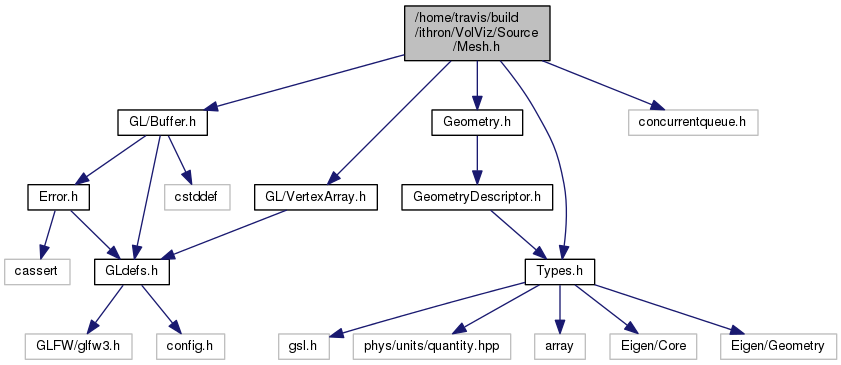 /home/travis/build
/ithron/VolViz/Source
/Mesh.h
GL/Buffer.h
Geometry.h
concurrentqueue.h
Error.h
cstddef
GL/VertexArray.h
GeometryDescriptor.h
cassert
GLdefs.h
Types.h
GLFW/glfw3.h
config.h
gsl.h
phys/units/quantity.hpp
array
Eigen/Core
Eigen/Geometry